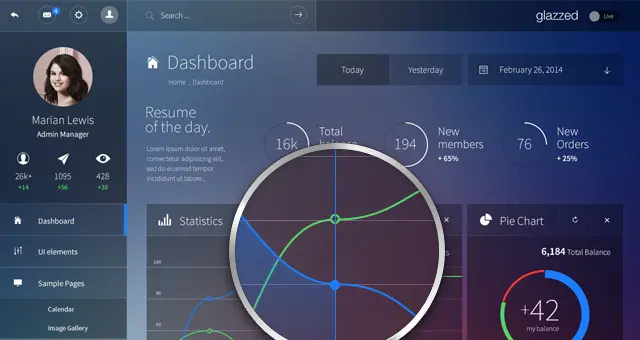 4
Search ...
glazzed
Live
Dashboard
Home . Dashboard
Today
Yesterday
February 26, 2014
Marian Lewis
Admin Manager
26k+
1095
428
+14
+56
+36
Resume
of the day.
Lorem ipsum dolor sit amet,
consectetur adipisicing elit,
sed do eiusmod tempor
incididunt ut labore .
16k
Total
194
New
members
+ 65%
76
New
Orders
+ 25%
Dashboard
UI elements
Sample Pages
Calendar
Image Gallery
Statistics
100
80
60
Pie Chart
6,184 Total Balance
+42
my balance